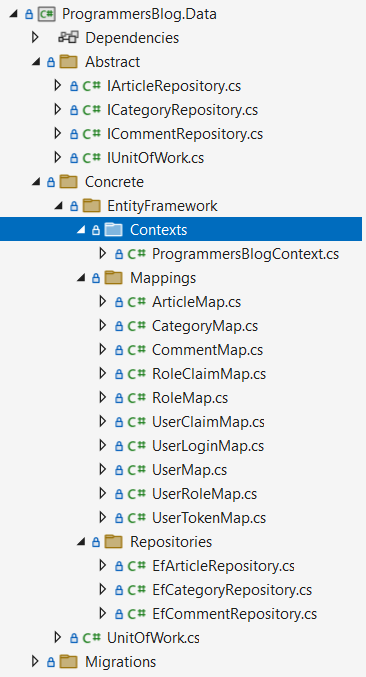 ProgrammersBlog.Data
Dependencies
Abstract
C# IArticleRepository.cs
C# ICategoryRepository.cs
C# ICommentRepository.cs
C# IUnitOfWork.cs
Concrete
EntityFramework
Contexts
C# ProgrammersBlogContext.cs
Mappings
C# ArticleMap.cs
C# CategoryMap.cs
C# CommentMap.cs
C# RoleClaimMap.cs
C# RoleMap.cs
C# UserClaimMap.cs
C# UserLoginMap.cs
C# UserMap.cs
C# UserRoleMap.cs
C# UserTokenMap.cs
Repositories
C# EfArticleRepository.cs
C# EfCategoryRepository.cs
C# EfCommentRepository.cs
C# UnitOfWork.cs
Migrations